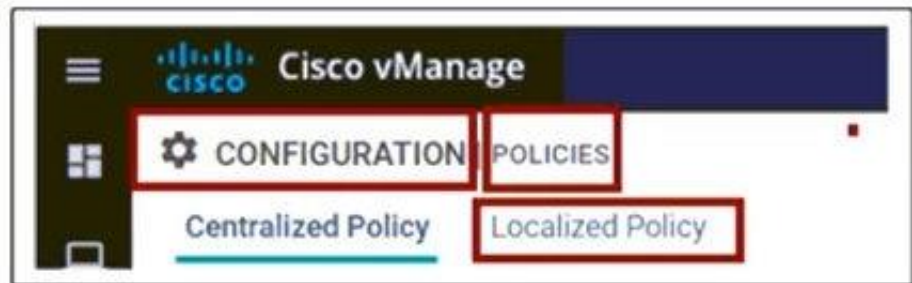 CISCO Cisco vManage
CONFIGURATION | POLICIES
Centralized Policy Localized Policy